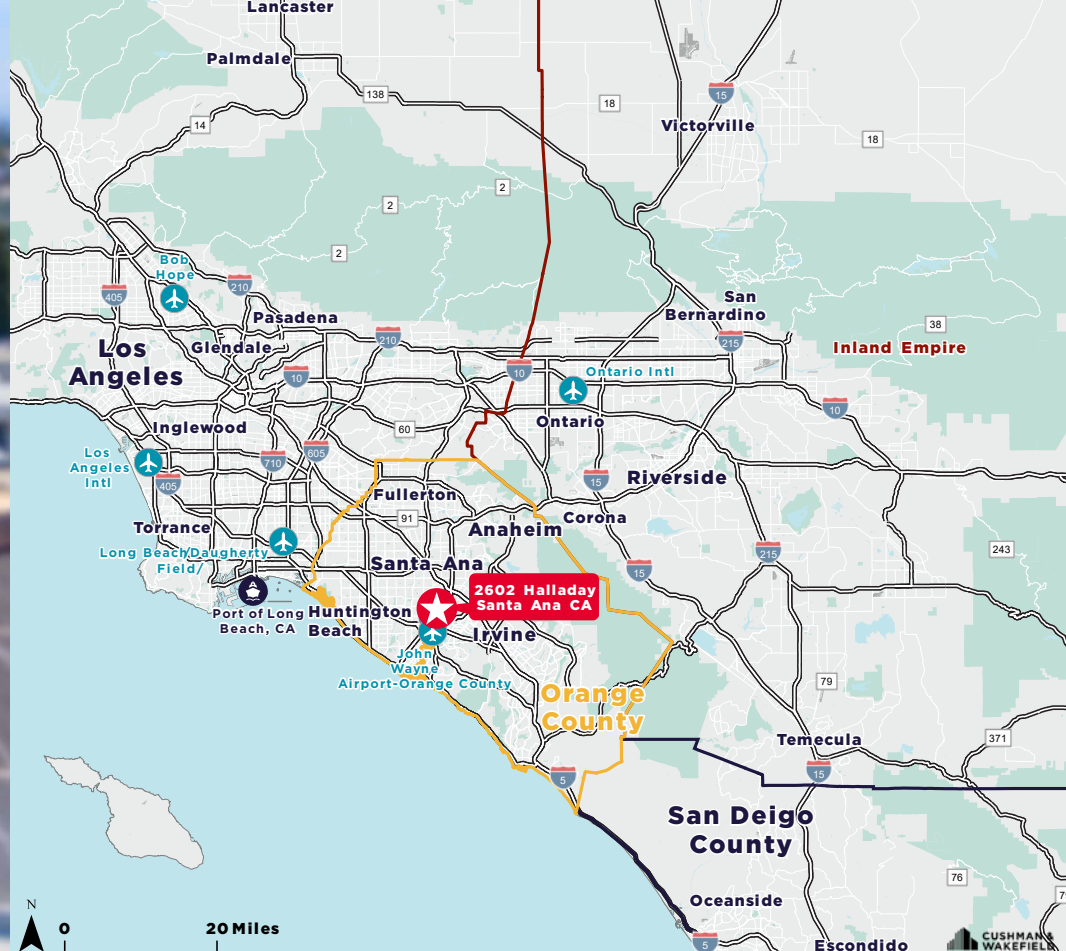 Lancaster
Palmdale
138
18
15
14
Victorville
18
2
2
2
Bob
Hope
405
210
San
Bernardino
38
Pasadena
210
215
Los
Angeles
Glendale
Inland Empire
10
10
Ontario Intl
10
Inglewood
60
Ontario
Los
Angeles
Intl
710
605
405
15
Riverside
Fullerton
91
Corona
Torrance
Anaheim
243
215
Long Beach/Daugherty
Field/
Santa Ana
15
2602 Halladay
Santa Ana CA
Port of Long
Beach, CA
Huntington
Beach
Irvine
John
Wayne
Airport-Orange County
79
Orange
County
Temecula
371
15
5
San Deigo
County
76
Oceanside
5
Escondido
N
0
20 Miles
CUSHMAN &
WAKEFIELD